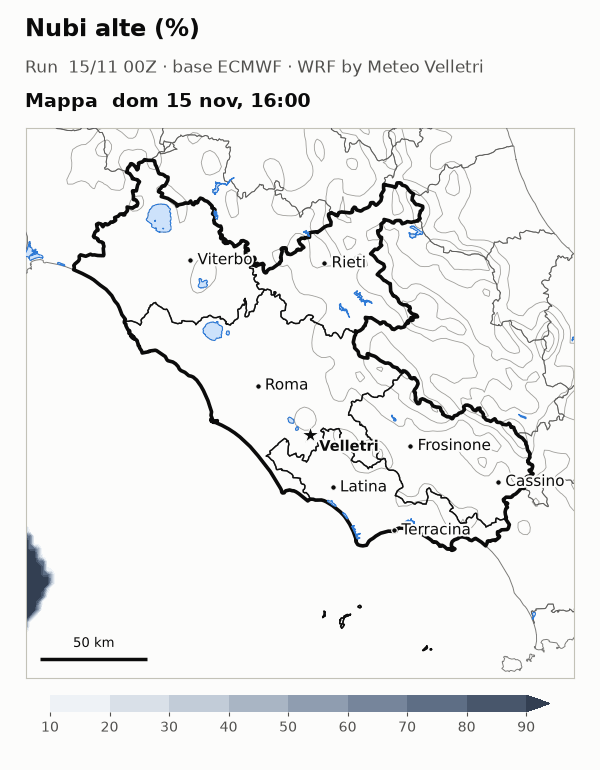 Nubi alte (%)
Run  15/11 00Z · base ECMWF · WRF by Meteo Velletri
Mappa  dom 15 nov, 16:00
Viterbo
Rieti
Roma
Velletri
Frosinone
Latina
Cassino
Terracina
50 km
10 20 30 40 50 60 70 80 90